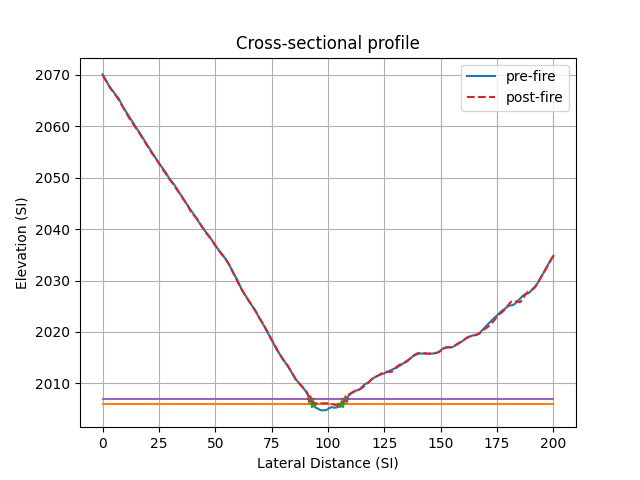 Cross-sectional profile
pre-fire
post-fire
2070
2060
2050
2040
2030
2020
2010
Elevation (SI)
0 25 50 75 100 125 150 175 200
Lateral Distance (SI)